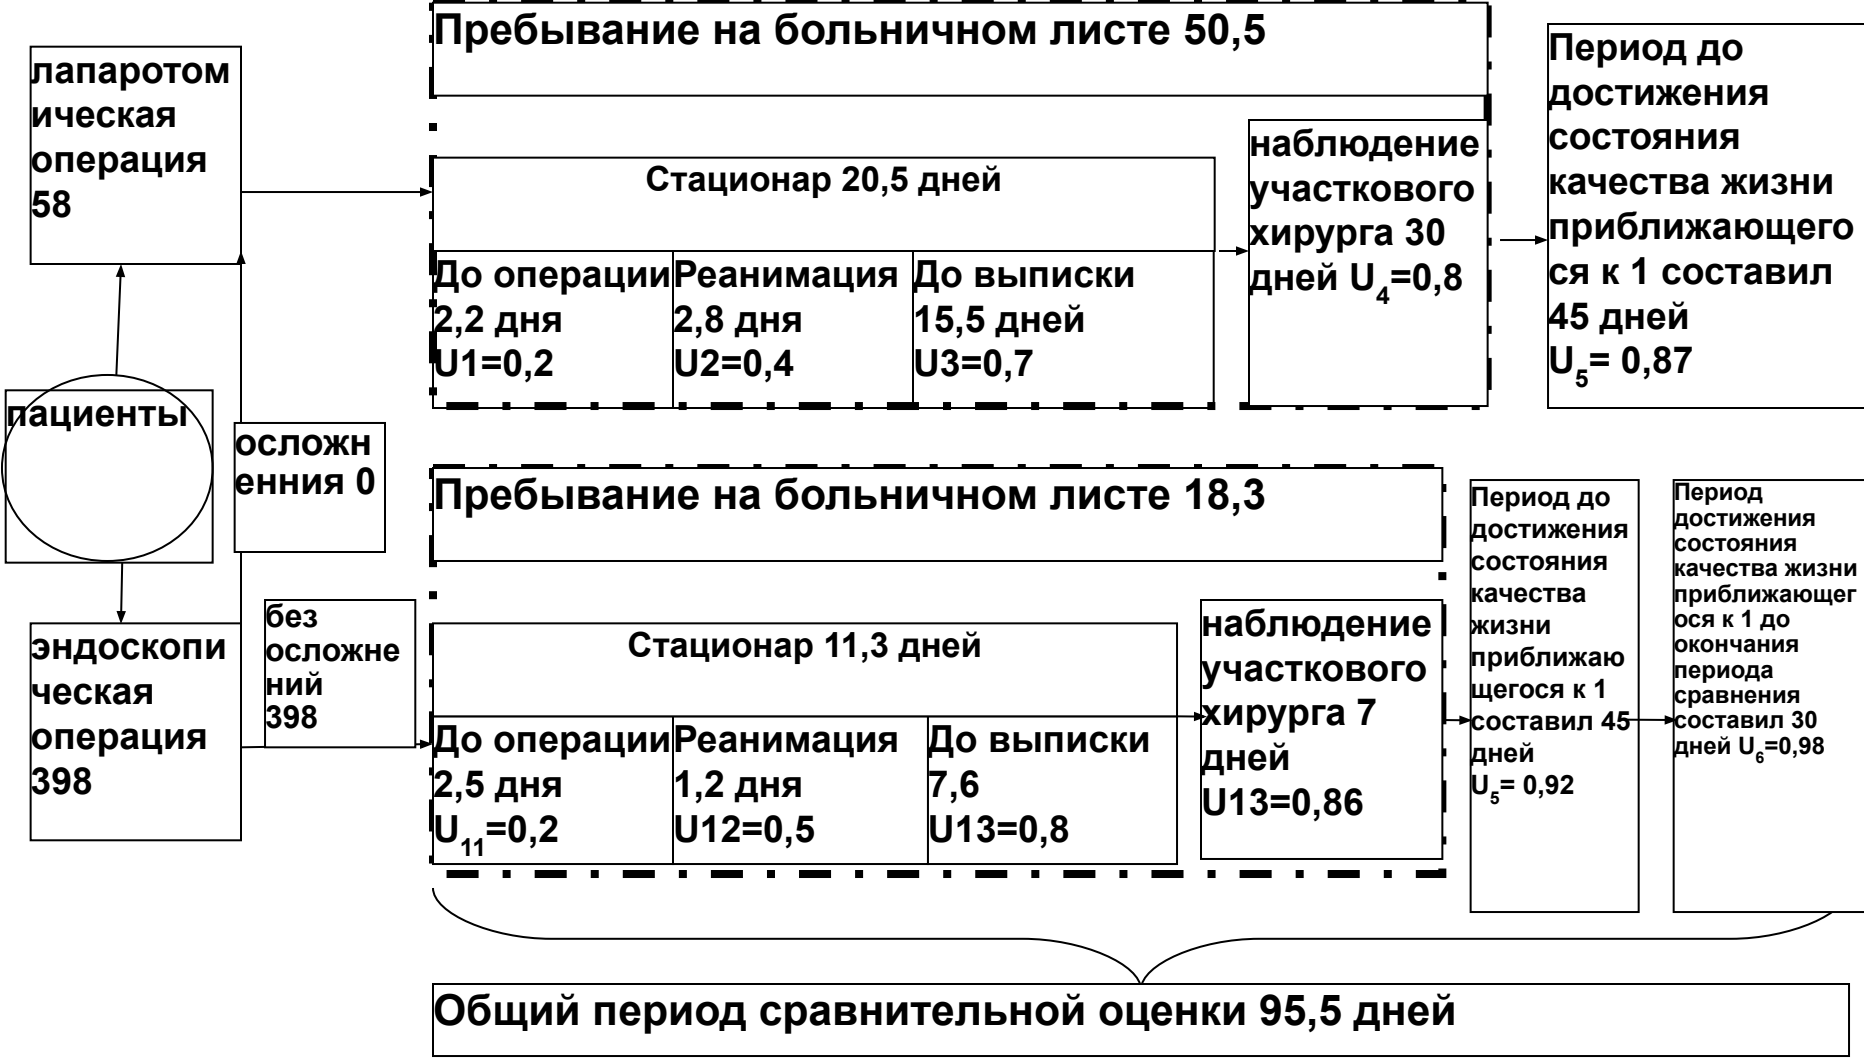 Пребывание на больничном листе 50,5
лапаротом
ическая
операция
58
Стационар 20,5 дней
До операции
2,2 дня
U1=0,2
Реанимация
2,8 дня
U2=0,4
До выписки
15,5 дней
U3=0,7
наблюдение
участкового
хирурга 30
дней U₄=0,8
Период до
достижения
состояния
качества жизни
приближающего
ся к 1 составил
45 дней
U₅= 0,87
пациенты
осложн
енния 0
Пребывание на больничном листе 18,3
эндоскопи
ческая
операция
398
без
осложне
ний
398
Стационар 11,3 дней
До операции
2,5 дня
U₁₁=0,2
Реанимация
1,2 дня
U12=0,5
До выписки
7,6
U13=0,8
наблюдение
участкового
хирурга 7
дней
U13=0,86
Период до
достижения
состояния
качества
жизни
приближаю
щегося к 1
составил 45
дней
U₅= 0,92
Период
достижения
состояния
качества жизни
приближающег
ося к 1 до
окончания
периода
сравнения
составил 30
дней U₆=0,98
Общий период сравнительной оценки 95,5 дней